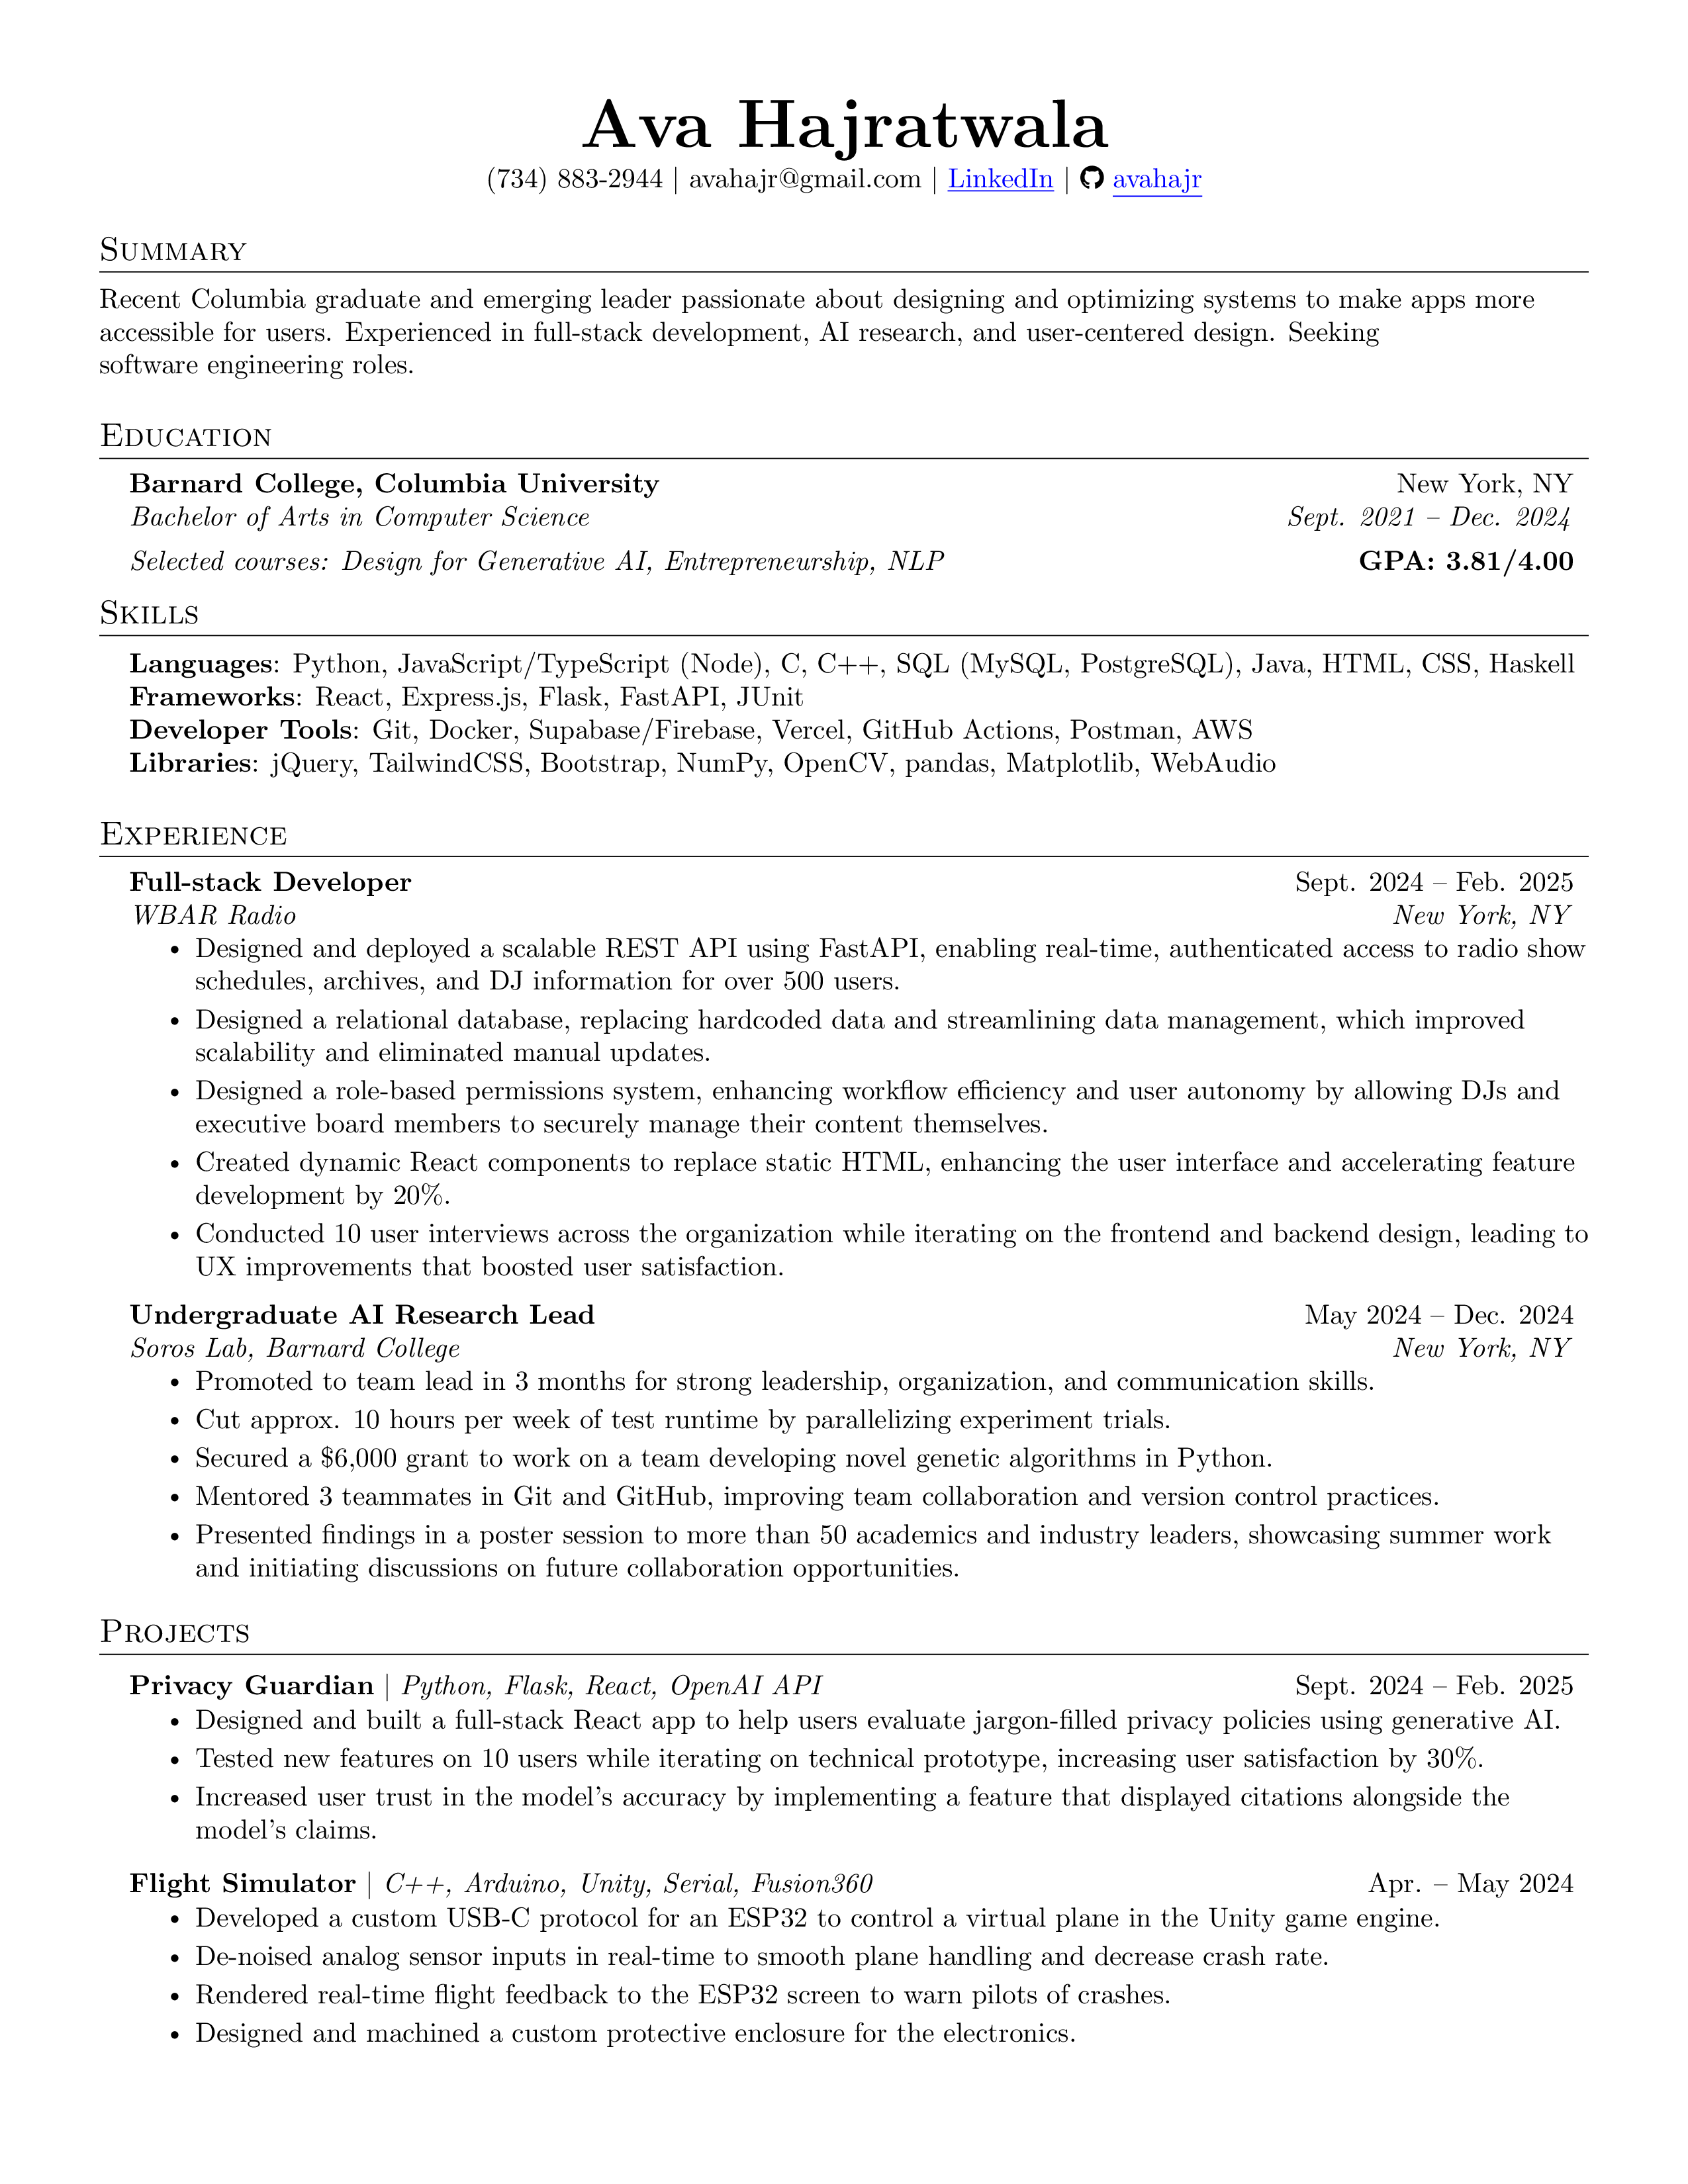 Ava Hajratwala
(734) 883-2944 | avahajr@gmail.com | LinkedIn | avahajr
Summary
Recent Columbia graduate and emerging leader passionate about designing and optimizing systems to make apps more
accessible for users. Experienced in full-stack development, AI research, and user-centered design. Seeking
software engineering roles.
Education
Barnard College, Columbia University New York, NY
Bachelor of Arts in Computer Science Sept. 2021 – Dec. 2024
Selected courses: Design for Generative AI, Entrepreneurship, NLP GPA: 3.81/4.00
Skills
Languages: Python, JavaScript/TypeScript (Node), C, C++, SQL (MySQL, PostgreSQL), Java, HTML, CSS, Haskell
Frameworks: React, Express.js, Flask, FastAPI, JUnit
Developer Tools: Git, Docker, Supabase/Firebase, Vercel, GitHub Actions, Postman, AWS
Libraries: jQuery, TailwindCSS, Bootstrap, NumPy, OpenCV, pandas, Matplotlib, WebAudio
Experience
Full-stack Developer Sept. 2024 – Feb. 2025
WBAR Radio New York, NY
• Designed and deployed a scalable REST API using FastAPI, enabling real-time, authenticated access to radio show
schedules, archives, and DJ information for over 500 users.
• Designed a relational database, replacing hardcoded data and streamlining data management, which improved
scalability and eliminated manual updates.
• Designed a role-based permissions system, enhancing workflow efficiency and user autonomy by allowing DJs and
executive board members to securely manage their content themselves.
• Created dynamic React components to replace static HTML, enhancing the user interface and accelerating feature
development by 20%.
• Conducted 10 user interviews across the organization while iterating on the frontend and backend design, leading to
UX improvements that boosted user satisfaction.
Undergraduate AI Research Lead May 2024 – Dec. 2024
Soros Lab, Barnard College New York, NY
• Promoted to team lead in 3 months for strong leadership, organization, and communication skills.
• Cut approx. 10 hours per week of test runtime by parallelizing experiment trials.
• Secured a $6,000 grant to work on a team developing novel genetic algorithms in Python.
• Mentored 3 teammates in Git and GitHub, improving team collaboration and version control practices.
• Presented findings in a poster session to more than 50 academics and industry leaders, showcasing summer work
and initiating discussions on future collaboration opportunities.
Projects
Privacy Guardian | Python, Flask, React, OpenAI API Sept. 2024 – Feb. 2025
• Designed and built a full-stack React app to help users evaluate jargon-filled privacy policies using generative AI.
• Tested new features on 10 users while iterating on technical prototype, increasing user satisfaction by 30%.
• Increased user trust in the model's accuracy by implementing a feature that displayed citations alongside the
model's claims.
Flight Simulator | C++, Arduino, Unity, Serial, Fusion360 Apr. – May 2024
• Developed a custom USB-C protocol for an ESP32 to control a virtual plane in the Unity game engine.
• De-noised analog sensor inputs in real-time to smooth plane handling and decrease crash rate.
• Rendered real-time flight feedback to the ESP32 screen to warn pilots of crashes.
• Designed and machined a custom protective enclosure for the electronics.